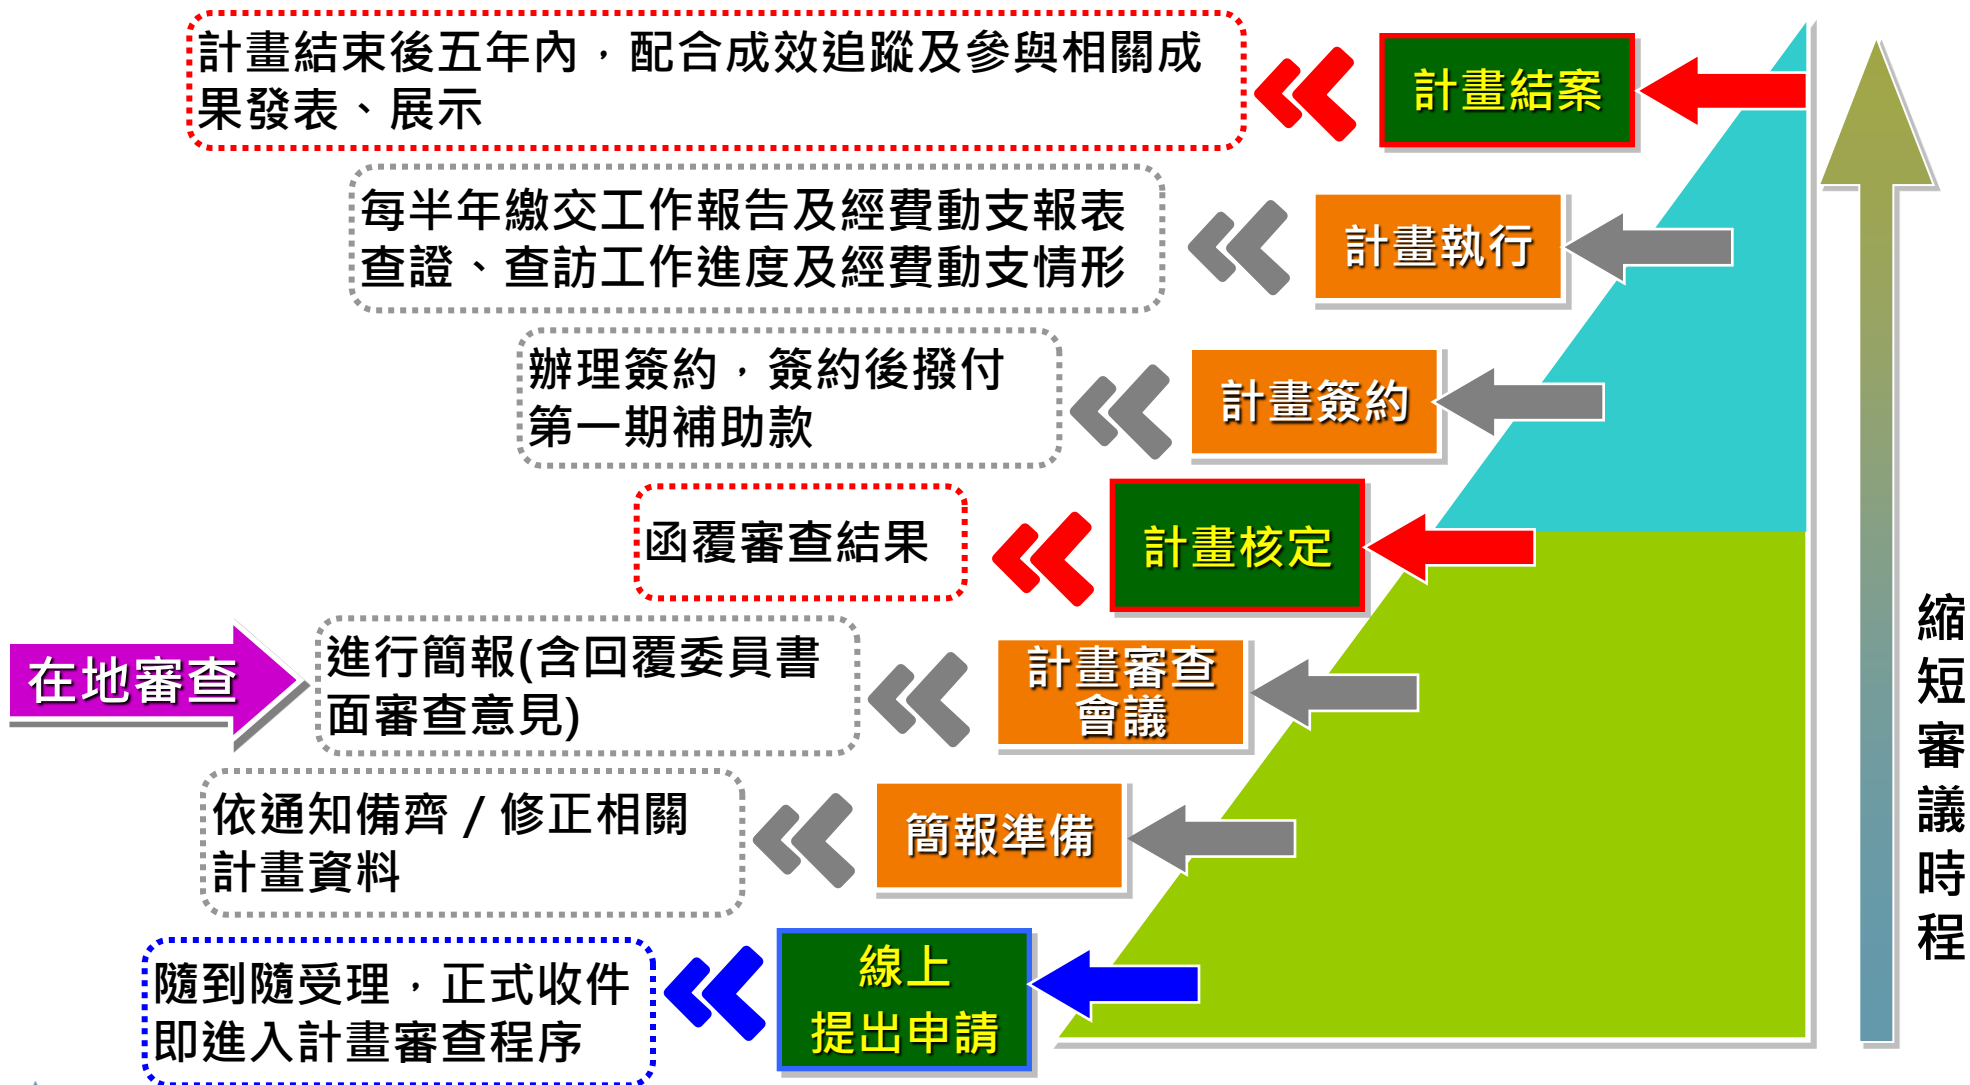 計畫結束後五年內，配合成效追蹤及參與相關成
果發表、展示
計畫結案
每半年繳交工作報告及經費動支報表
查證、查訪工作進度及經費動支情形
計畫執行
辦理簽約，簽約後撥付
第一期補助款
計畫簽約
函覆審查結果
計畫核定
在地審查
進行簡報(含回覆委員書
面審查意見)
計畫審查
會議
依通知備齊／修正相關
計畫資料
簡報準備
隨到隨受理，正式收件
即進入計畫審查程序
線上
提出申請
縮短審議時程